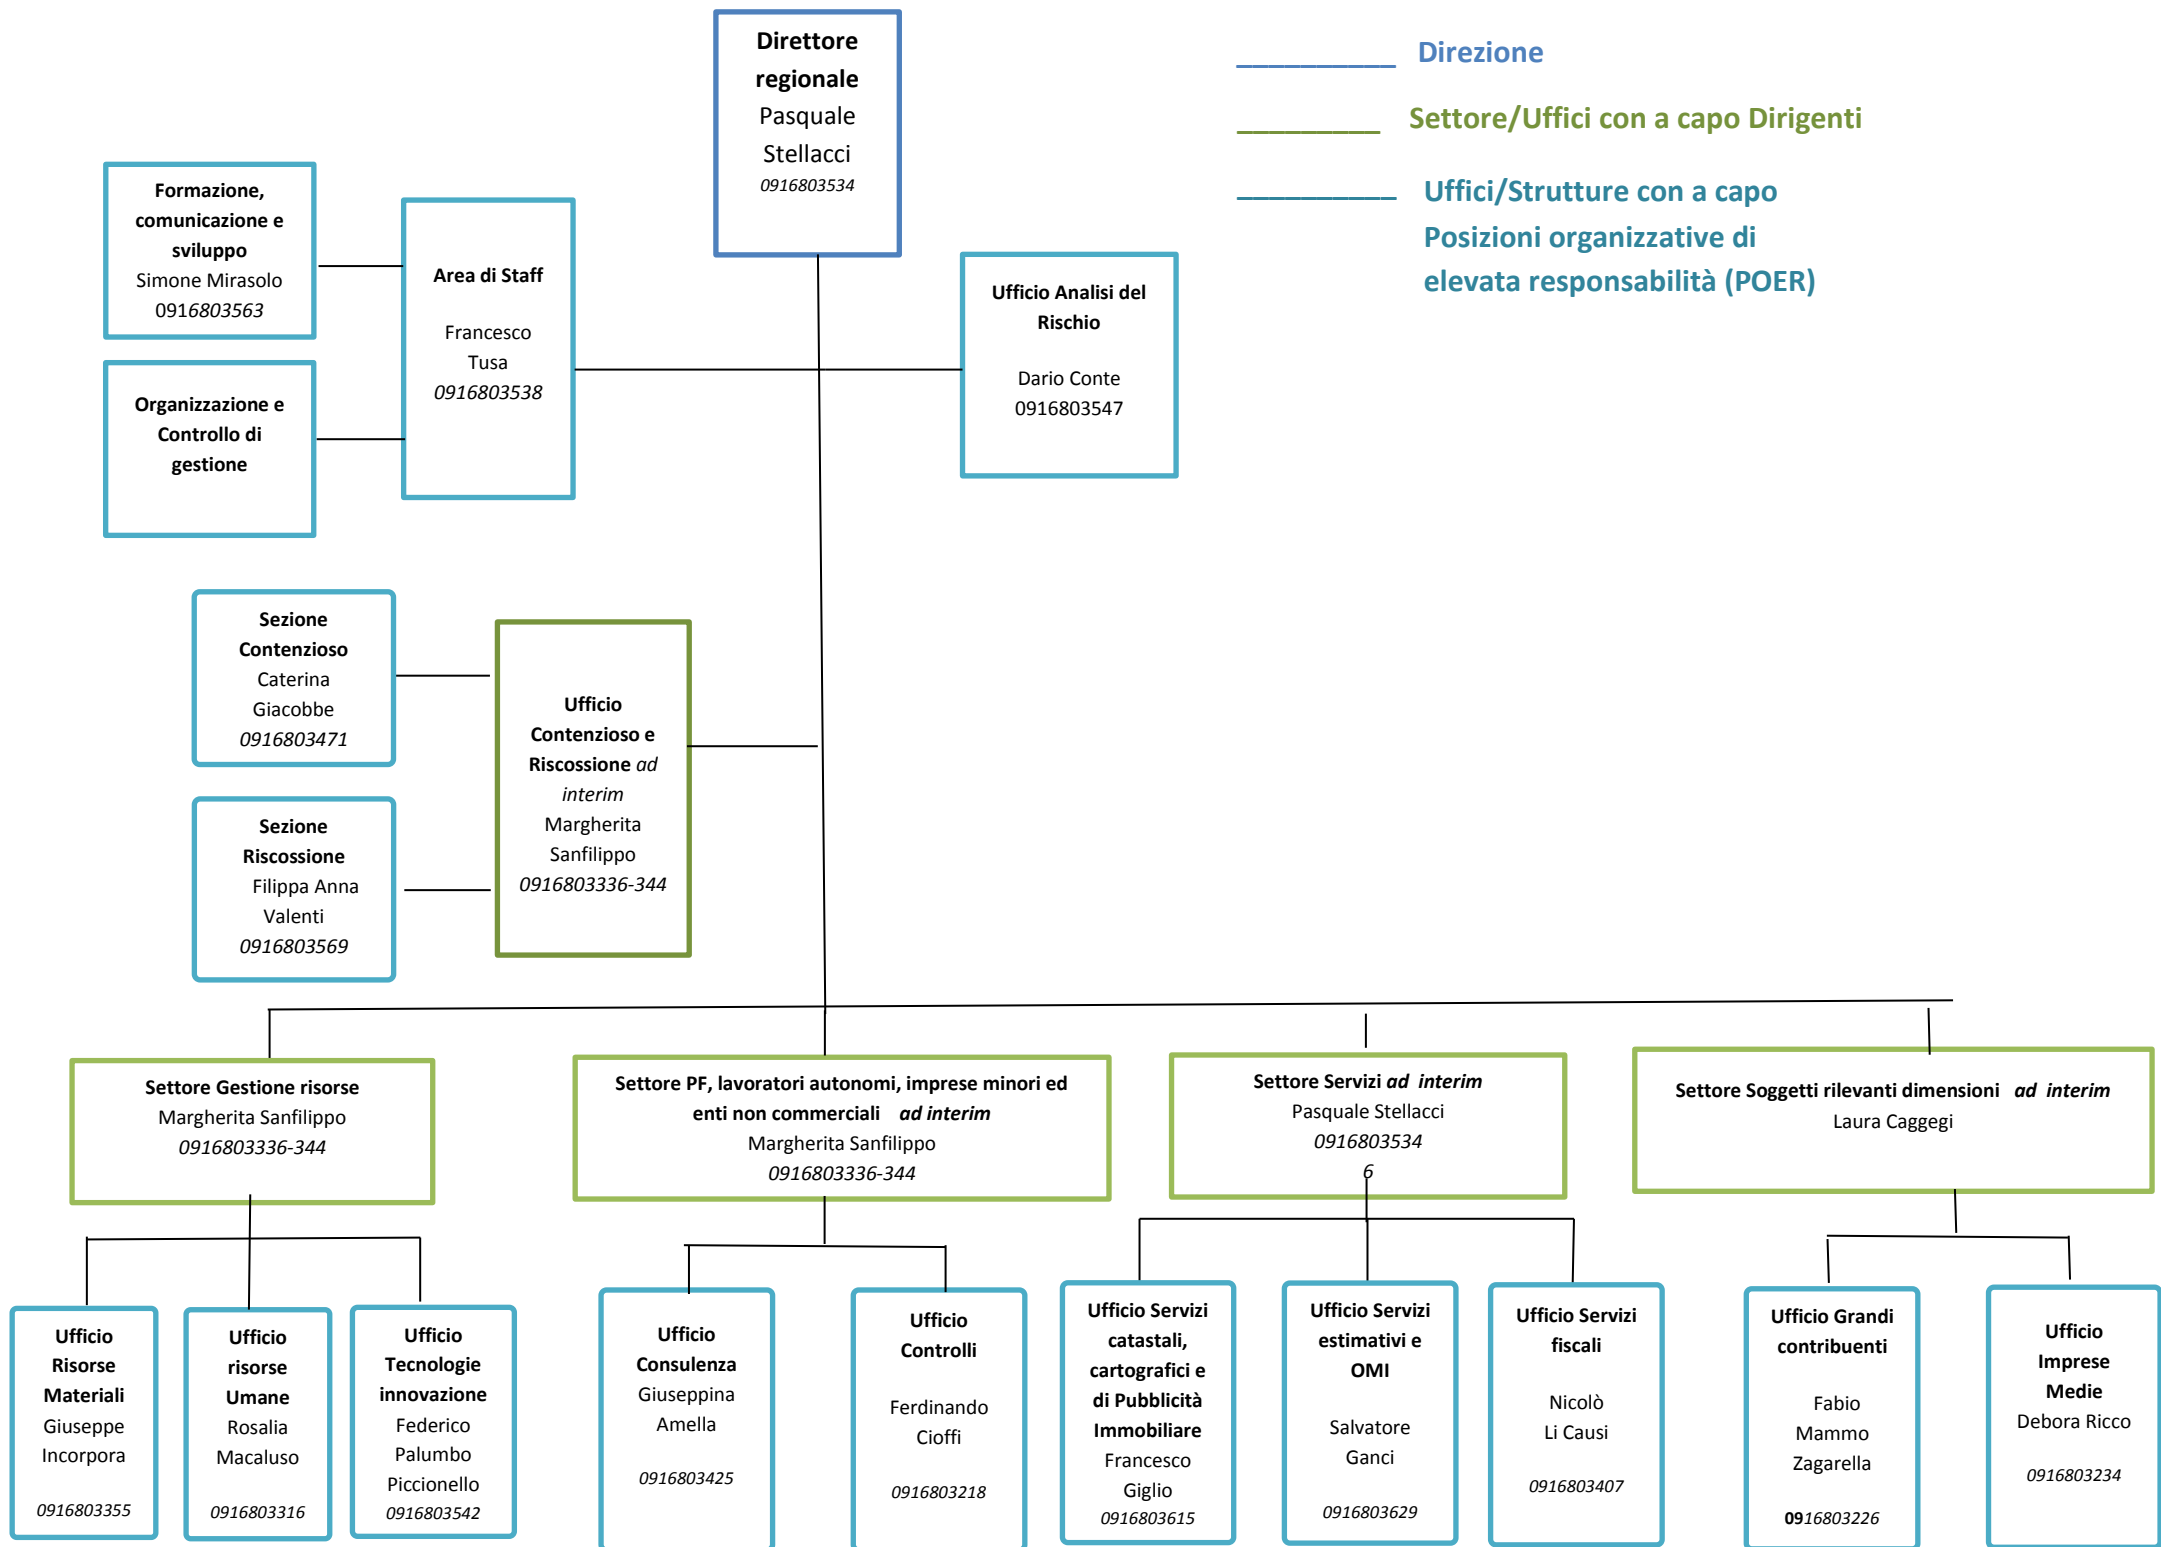 Direttore
regionale
Pasquale
Stellacci
0916803534
__________ Direzione
_________ Settore/Uffici con a capo Dirigenti
__________ Uffici/Strutture con a capo
Posizioni organizzative di
elevata responsabilità (POER)
Formazione,
comunicazione e
sviluppo
Simone Mirasolo
0916803563
Organizzazione e
Controllo di
gestione
Area di Staff
Francesco
Tusa
0916803538
Ufficio Analisi del
Rischio
Dario Conte
0916803547
Sezione
Contenzioso
Caterina
Giacobbe
0916803471
Sezione
Riscossione
Filippa Anna
Valenti
0916803569
Ufficio
Contenzioso e
Riscossione ad
interim
Margherita
Sanfilippo
0916803336-344
Settore Gestione risorse
Margherita Sanfilippo
0916803336-344
Settore PF, lavoratori autonomi, imprese minori ed
enti non commerciali ad interim
Margherita Sanfilippo
0916803336-344
Settore Servizi ad interim
Pasquale Stellacci
0916803534
6
Settore Soggetti rilevanti dimensioni ad interim
Laura Caggegi
Ufficio
Risorse
Materiali
Giuseppe
Incorpora
0916803355
Ufficio
risorse
Umane
Rosalia
Macaluso
0916803316
Ufficio
Tecnologie
innovazione
Federico
Palumbo
Piccionello
0916803542
Ufficio
Consulenza
Giuseppina
Amella
0916803425
Ufficio
Controlli
Ferdinando
Cioffi
0916803218
Ufficio Servizi
catastali,
cartografici e
di Pubblicità
Immobiliare
Francesco
Giglio
0916803615
Ufficio Servizi
estimativi e
OMI
Salvatore
Ganci
0916803629
Ufficio Servizi
fiscali
Nicolò
Li Causi
0916803407
Ufficio Grandi
contribuenti
Fabio
Mammo
Zagarella
0916803226
Ufficio
Imprese
Medie
Debora Ricco
0916803234